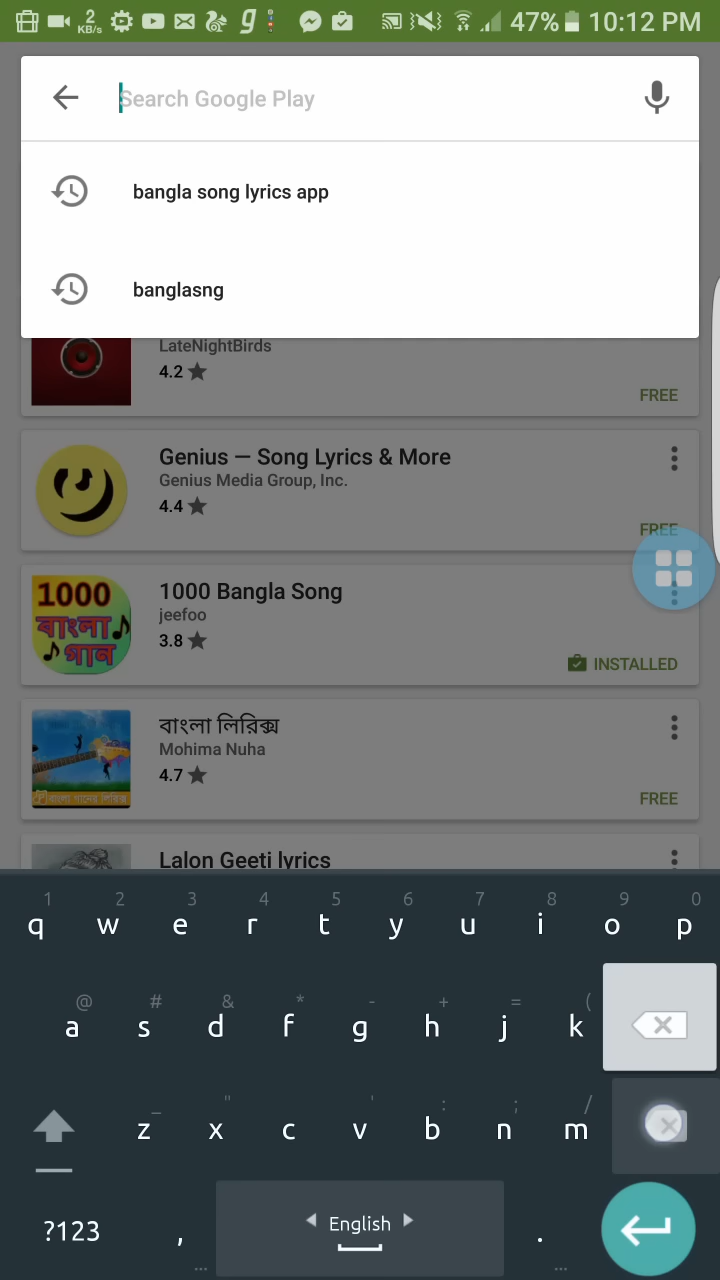 2 KB/s g 47% 10:12 PM
Search Google Play
bangla song lyrics app
banglasng
LateNightBirds
4.2
FREE
Genius — Song Lyrics & More
Genius Media Group, Inc.
4.4
FREE
1000 বাংলা গান
1000 Bangla Song
jeefoo
3.8
INSTALLED
বাংলা গানের লিরিক্স
বাংলা লিরিক্স
Mohima Nuha
4.7
FREE
Lalon Geeti lyrics
1 2 3 4 5 6 7 8 9 0
q w e r t y u i o p
@ # & * - + = (
a s d f g h j k
_ " ' : ; /
z x c v b n m
?123 , English .
... ...